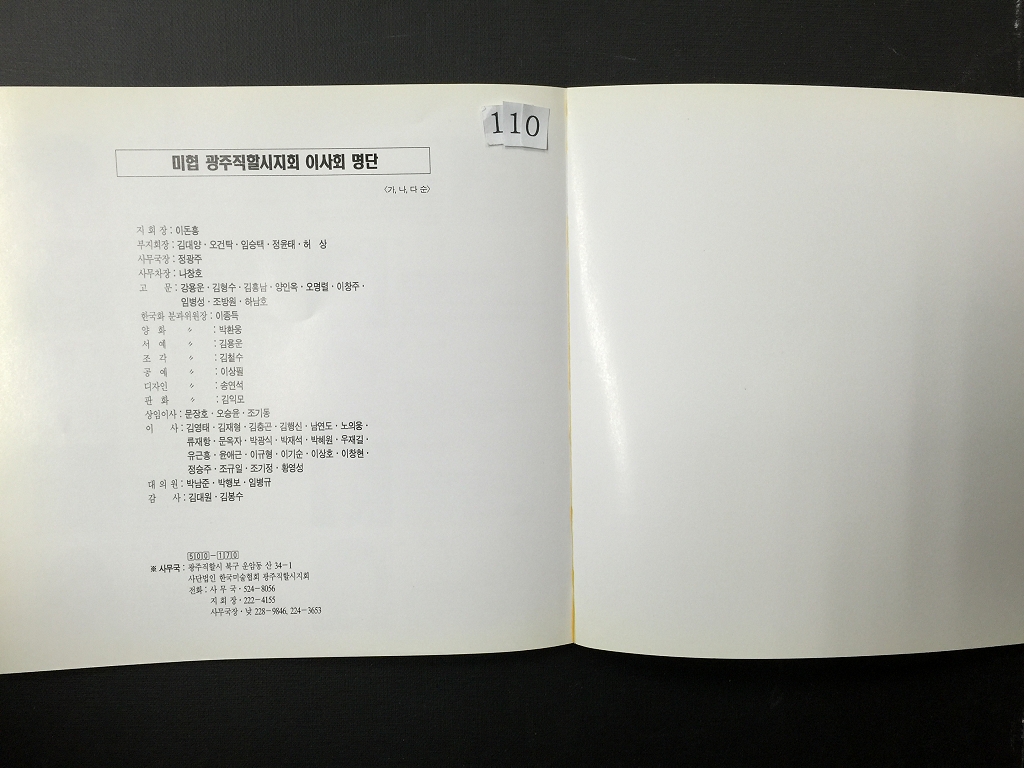 110
미협 광주직할시지회 이사회 명단
〈가, 나, 다 순〉
지 회 장 : 이돈흥
부지회장 : 김대양 · 오건탁 · 임승택 · 정윤태 · 허 상
사무국장 : 정광주
사무차장 : 나창호
고 문 : 강용운 · 김형수 · 김흥남 · 양인옥 · 오명렬 · 이창주 ·
임병성 · 조방원 · 하남호
한국화 분과위원장 : 이종득
양 화 〃 : 박환웅
서 예 〃 : 김용운
조 각 〃 : 김철수
공 예 〃 : 이상필
디자인 〃 : 송연석
판 화 〃 : 김익모
상임이사 : 문장호 · 오승윤 · 조기동
이 사 : 김영태 · 김재형 · 김충곤 · 김행신 · 남연도 · 노의웅 ·
류재항 · 문옥자 · 박광식 · 박재석 · 박혜원 · 우재길 ·
유근흥 · 윤애근 · 이규형 · 이기순 · 이상호 · 이창현 ·
정승주 · 조규일 · 조기정 · 황영성
대 의 원 : 박남준 · 박행보 · 임병규
감 사 : 김대원 · 김봉수
500-170
※ 사무국 : 광주직할시 북구 운암동 산 34-1
사단법인 한국미술협회 광주직할시지회
전화 : 사 무 국 · 524-8056
지 회 장 · 222-4155
사무국장 · 낮 228-9846, 224-3653